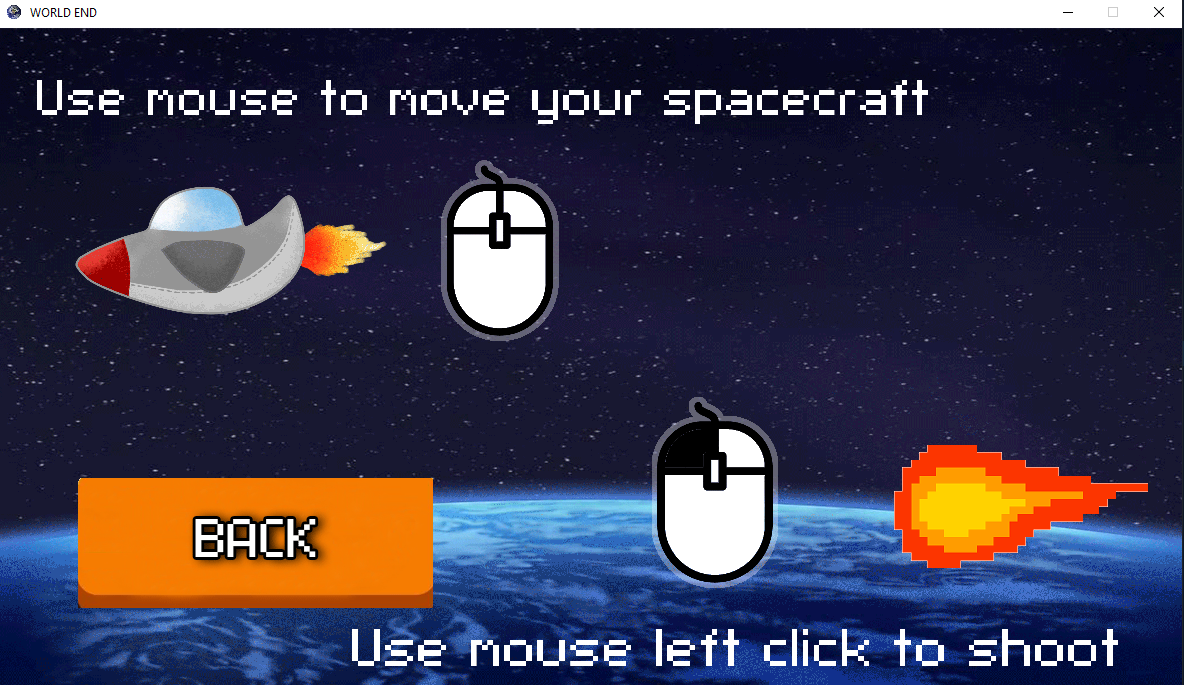 WORLD END
Use mouse to move your spacecraft
BACK
Use mouse left click to shoot